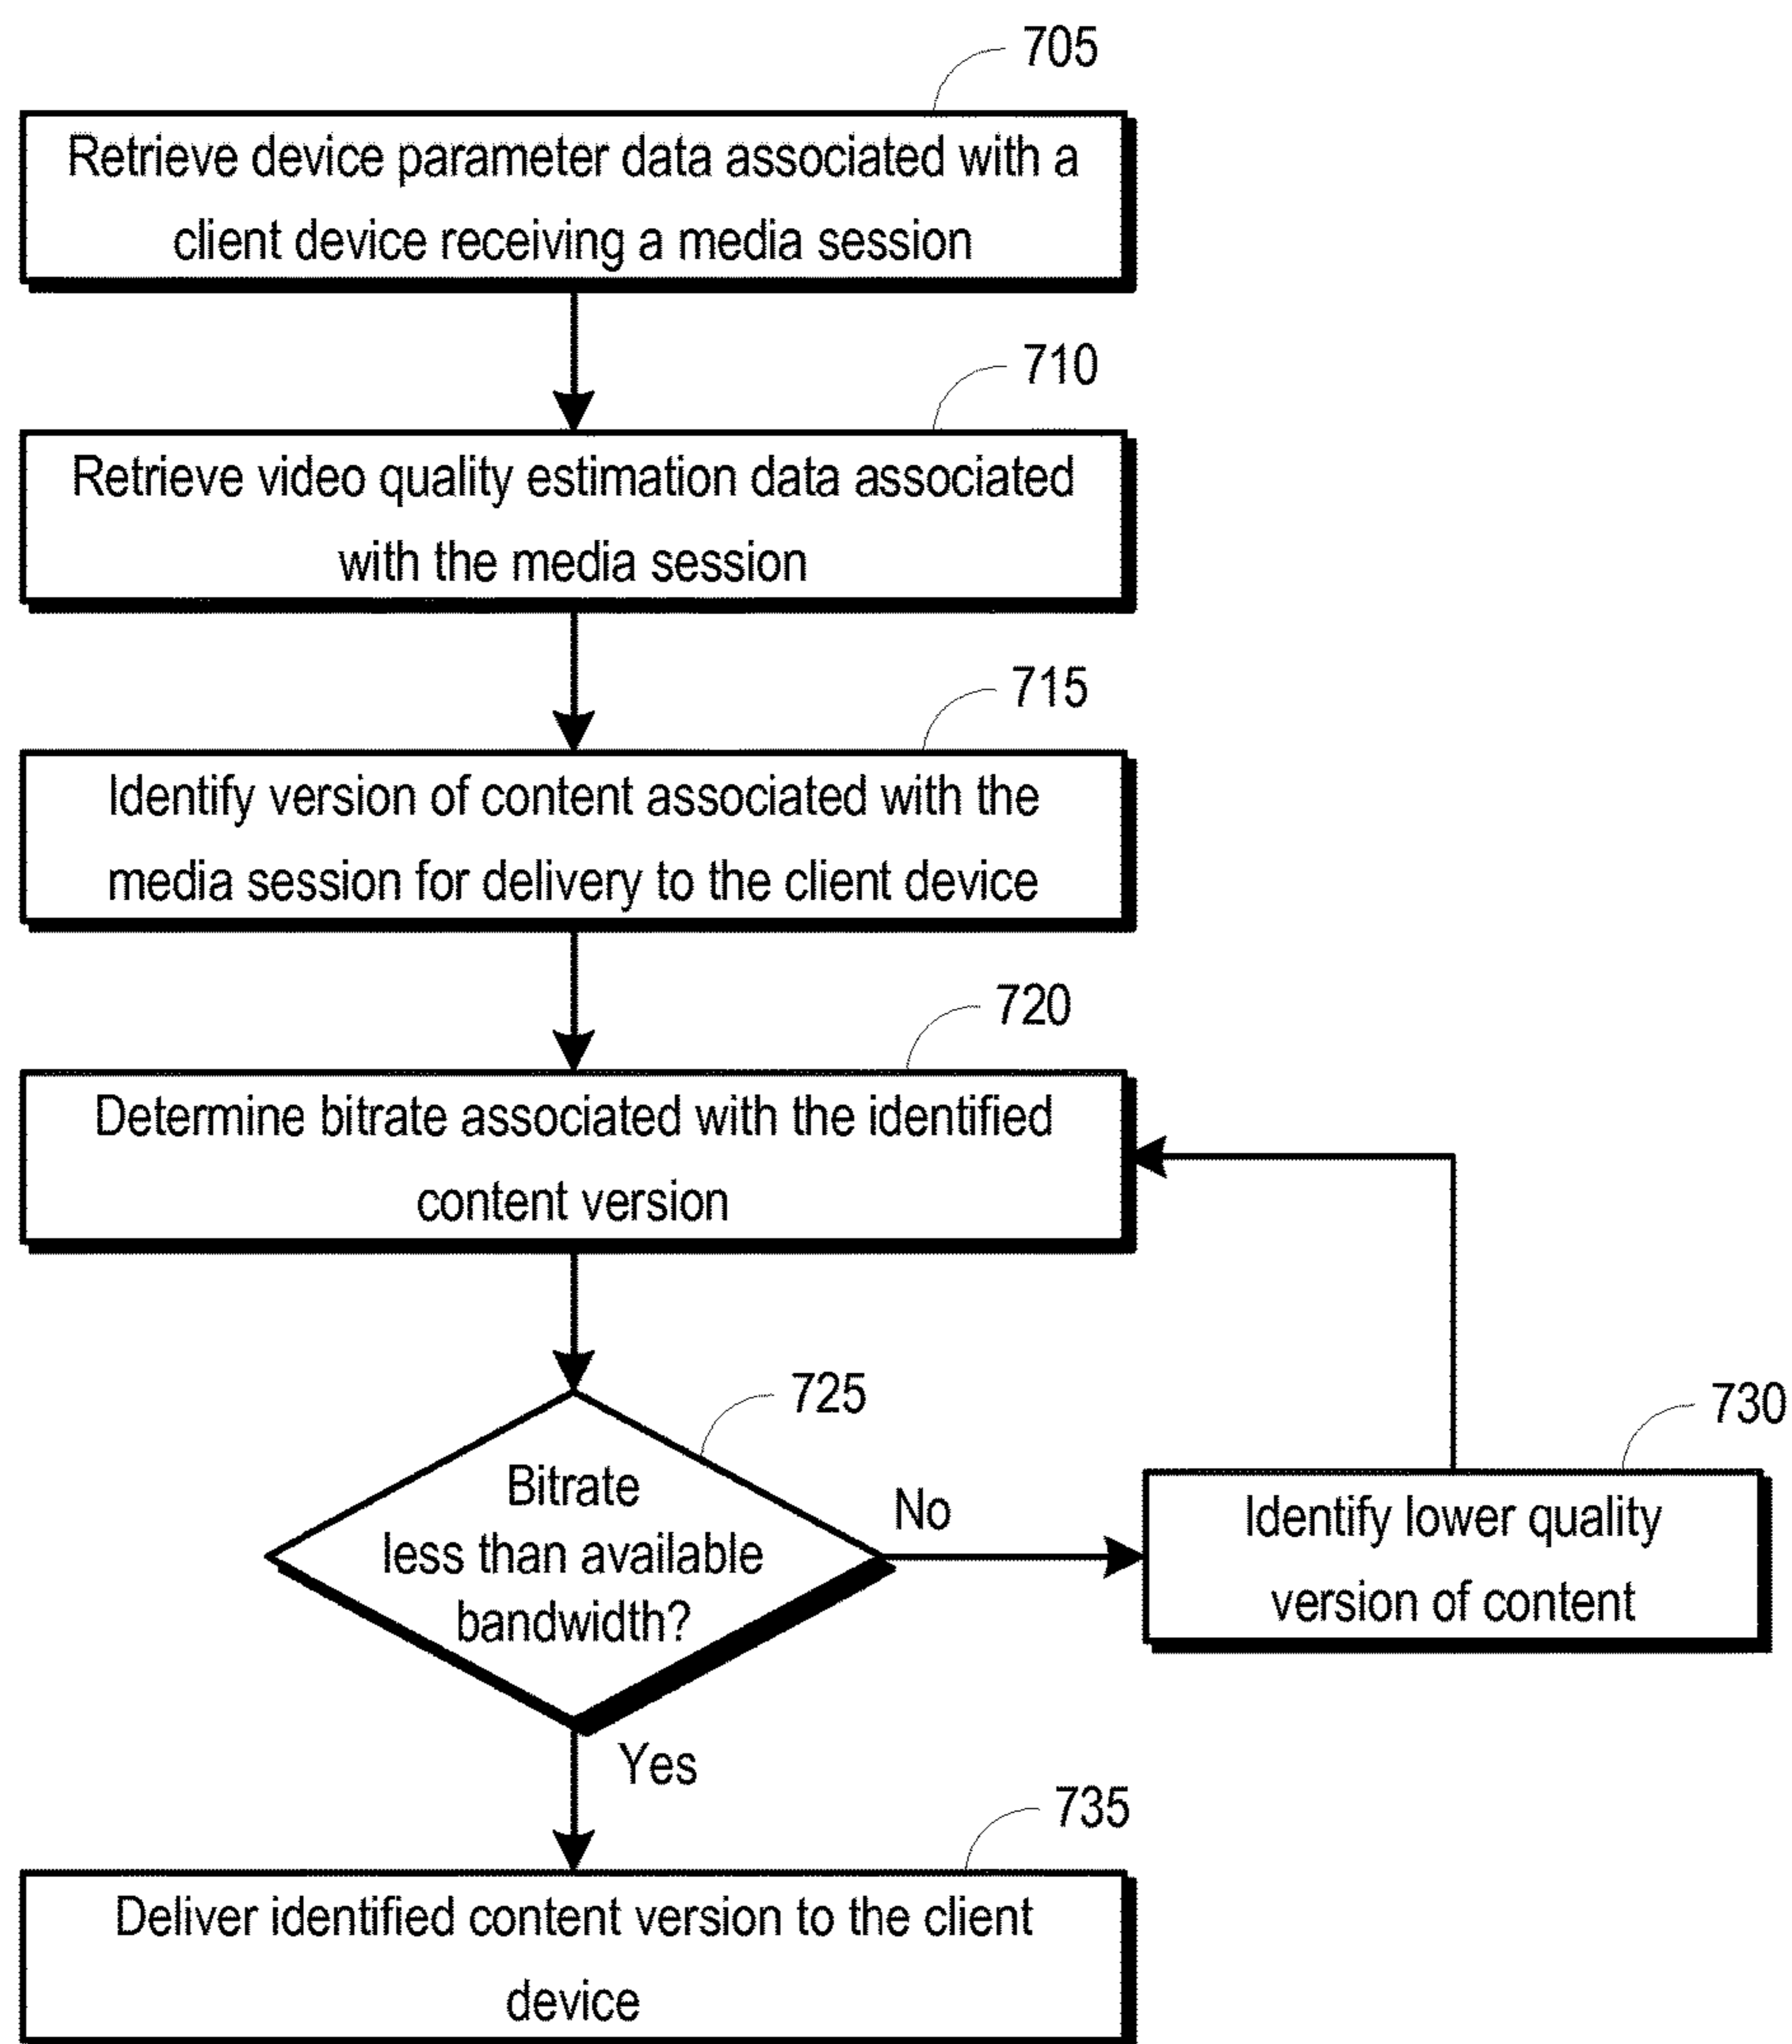 705
Retrieve device parameter data associated with a
client device receiving a media session
710
Retrieve video quality estimation data associated
with the media session
715
Identify version of content associated with the
media session for delivery to the client device
720
Determine bitrate associated with the identified
content version
725
Bitrate
less than available
bandwidth?
No
730
Identify lower quality
version of content
Yes
735
Deliver identified content version to the client
device